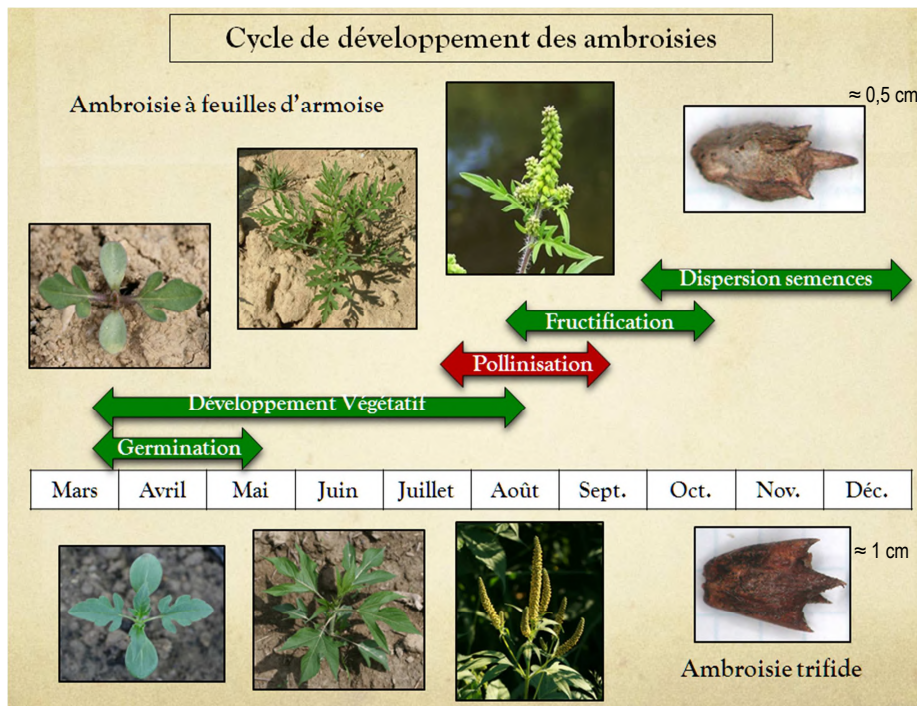 Cycle de développement des ambroisies
Ambroisie à feuilles d'armoise
≈ 0,5 cm
Dispersion semences
Fructification
Pollinisation
Développement Végétatif
Germination
Mars Avril Mai Juin Juillet Août Sept. Oct. Nov. Déc.
≈ 1 cm
Ambroisie trifide